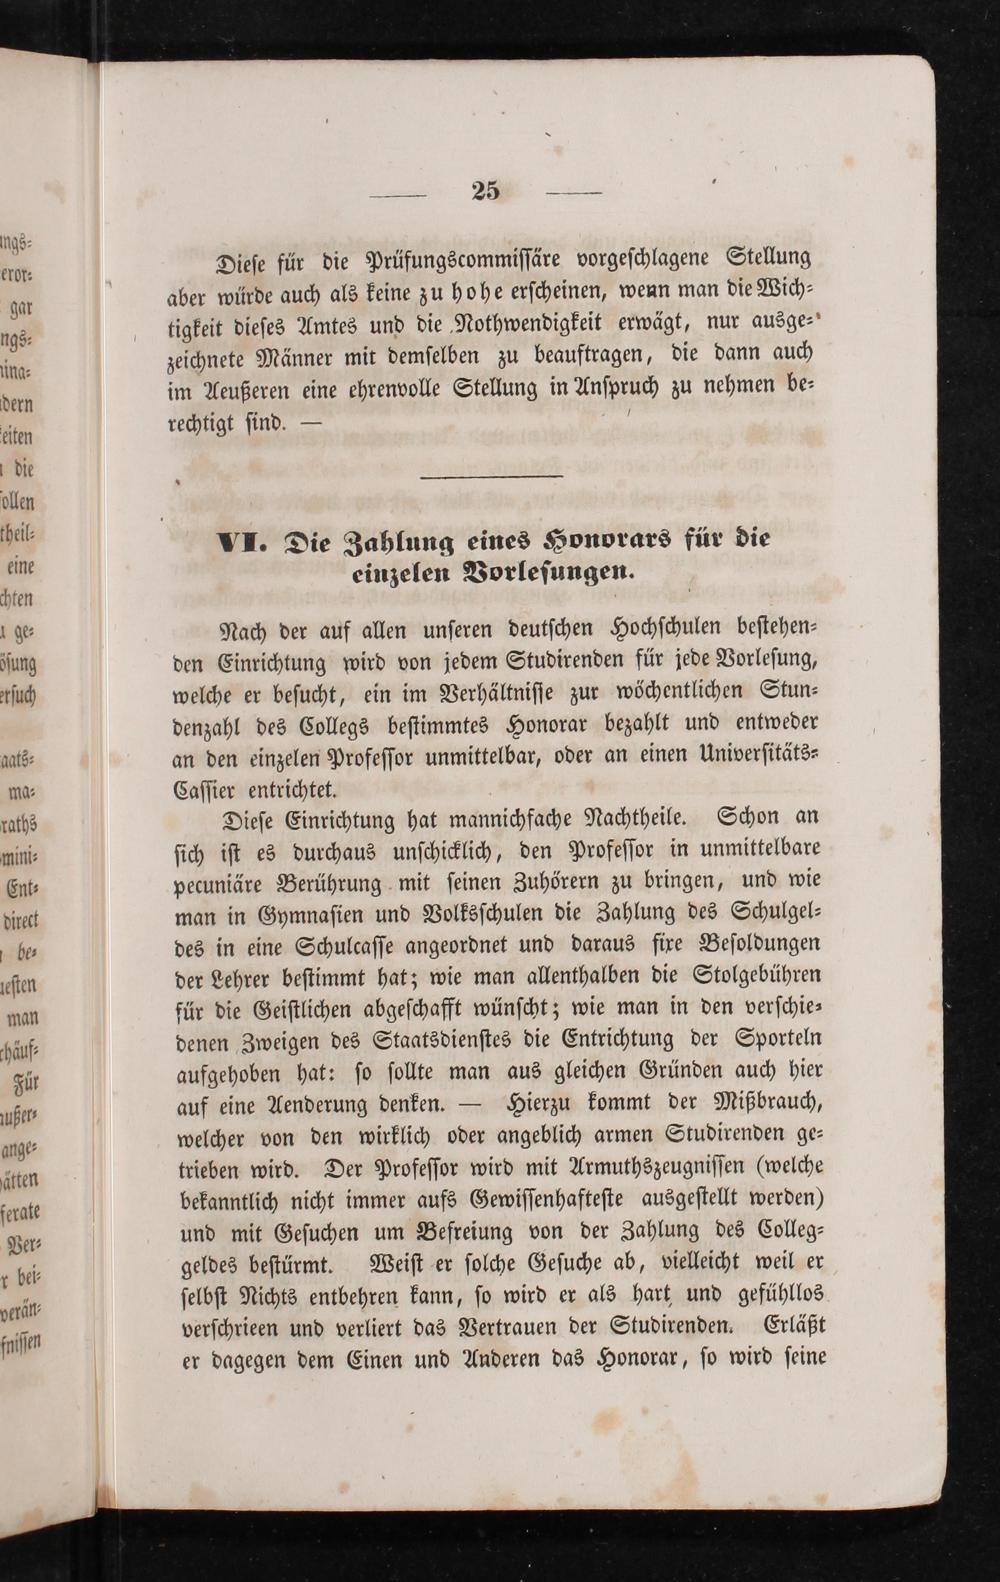 25
Dieſe für die Prüfungscommiſſäre vorgeſchlagene Stellung
aber würde auch als keine zu hohe erſcheinen, wenn man die Wich⸗
tigkeit dieſes Amtes und die Nothwendigkeit erwägt, nur ausge⸗
zeichnete Männer mit demſelben zu beauftragen, die dann auch
im Aeußeren eine ehrenvolle Stellung in Anſpruch zu nehmen be⸗
rechtigt ſind. —
VI. Die Zahlung eines Honorars für die
einzelen Vorleſungen.
Nach der auf allen unſeren deutſchen Hochſchulen beſtehen⸗
den Einrichtung wird von jedem Studirenden für jede Vorleſung,
welche er beſucht, ein im Verhältniſſe zur wöchentlichen Stun⸗
denzahl des Collegs beſtimmtes Honorar bezahlt und entweder
an den einzelen Profeſſor unmittelbar, oder an einen Univerſitäts⸗
Caſſier entrichtet.
Dieſe Einrichtung hat mannichfache Nachtheile. Schon an
ſich iſt es durchaus unſchicklich, den Profeſſor in unmittelbare
pecuniäre Berührung mit ſeinen Zuhörern zu bringen, und wie
man in Gymnaſien und Volksſchulen die Zahlung des Schulgel⸗
des in eine Schulcaſſe angeordnet und daraus fixe Beſoldungen
der Lehrer beſtimmt hat; wie man allenthalben die Stolgebühren
für die Geiſtlichen abgeſchafft wünſcht; wie man in den verſchie⸗
denen Zweigen des Staatsdienſtes die Entrichtung der Sporteln
aufgehoben hat: ſo ſollte man aus gleichen Gründen auch hier
auf eine Aenderung denken. — Hierzu kommt der Mißbrauch,
welcher von den wirklich oder angeblich armen Studirenden ge⸗
trieben wird. Der Profeſſor wird mit Armuthszeugniſſen (welche
bekanntlich nicht immer aufs Gewiſſenhafteſte ausgeſtellt werden)
und mit Geſuchen um Befreiung von der Zahlung des Colleg⸗
geldes beſtürmt. Weiſt er ſolche Geſuche ab, vielleicht weil er
ſelbſt Nichts entbehren kann, ſo wird er als hart und gefühllos
verſchrieen und verliert das Vertrauen der Studirenden. Erläßt
er dagegen dem Einen und Anderen das Honorar, ſo wird ſeine